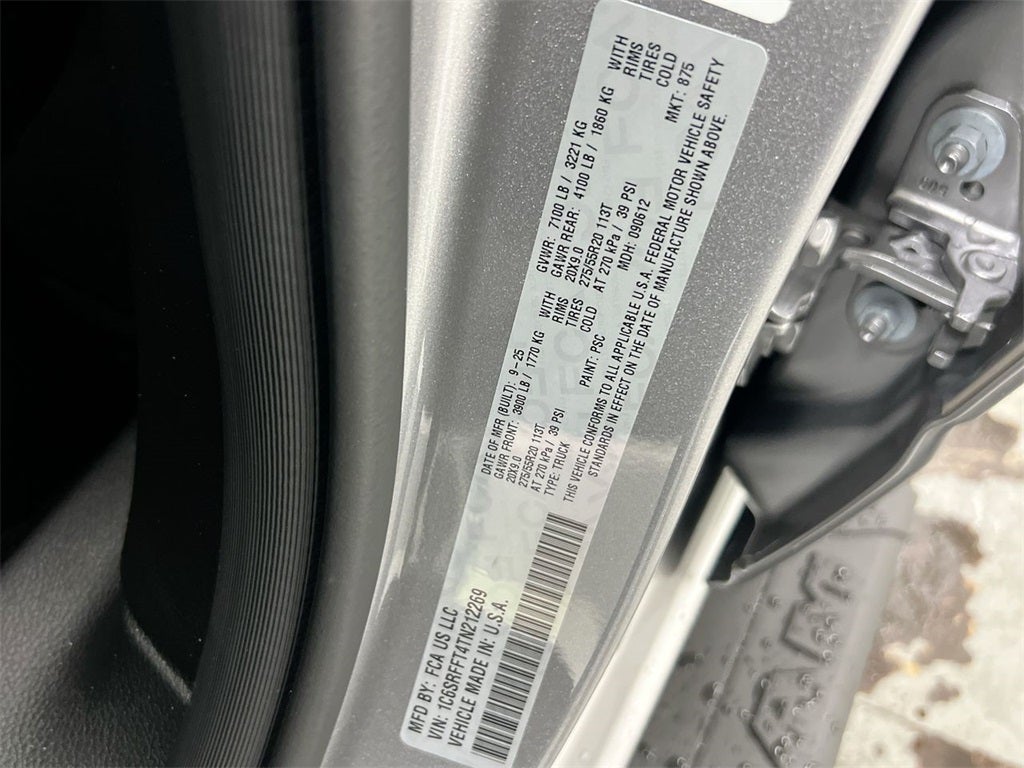 MFD BY: FCA US LLC
DATE OF MFR (BUILT): 9-25
GVWR: 7100 LB / 3221 KG
GAWR FRONT: 3900 LB / 1770 KG WITH
20X9.0 RIMS
275/55R20 113T TIRES
AT 270 kPa / 39 PSI COLD
GAWR REAR: 4100 LB / 1860 KG WITH
20X9.0 RIMS
275/55R20 113T TIRES
AT 270 kPa / 39 PSI COLD
VIN: 1C6SRFFT4TN212269
TYPE: TRUCK
PAINT: PSC
MDH: 090612
MKT: 875
VEHICLE MADE IN: U.S.A.
THIS VEHICLE CONFORMS TO ALL APPLICABLE U.S.A. FEDERAL MOTOR VEHICLE SAFETY
STANDARDS IN EFFECT ON THE DATE OF MANUFACTURE SHOWN ABOVE.